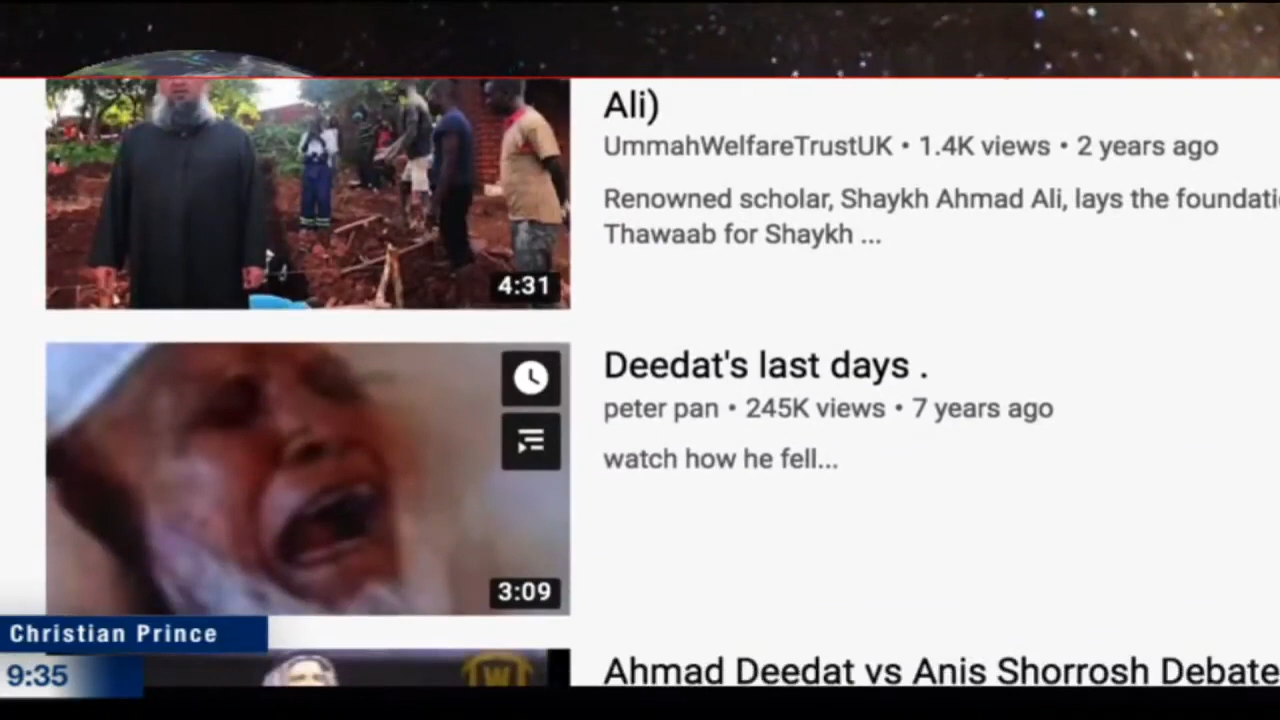 Ali)
UmmahWelfareTrustUK • 1.4K views • 2 years ago
Renowned scholar, Shaykh Ahmad Ali, lays the foundati
Thawaab for Shaykh ...
4:31
Deedat's last days .
peter pan • 245K views • 7 years ago
watch how he fell...
3:09
Christian Prince
9:35
W
Ahmad Deedat vs Anis Shorrosh Debate